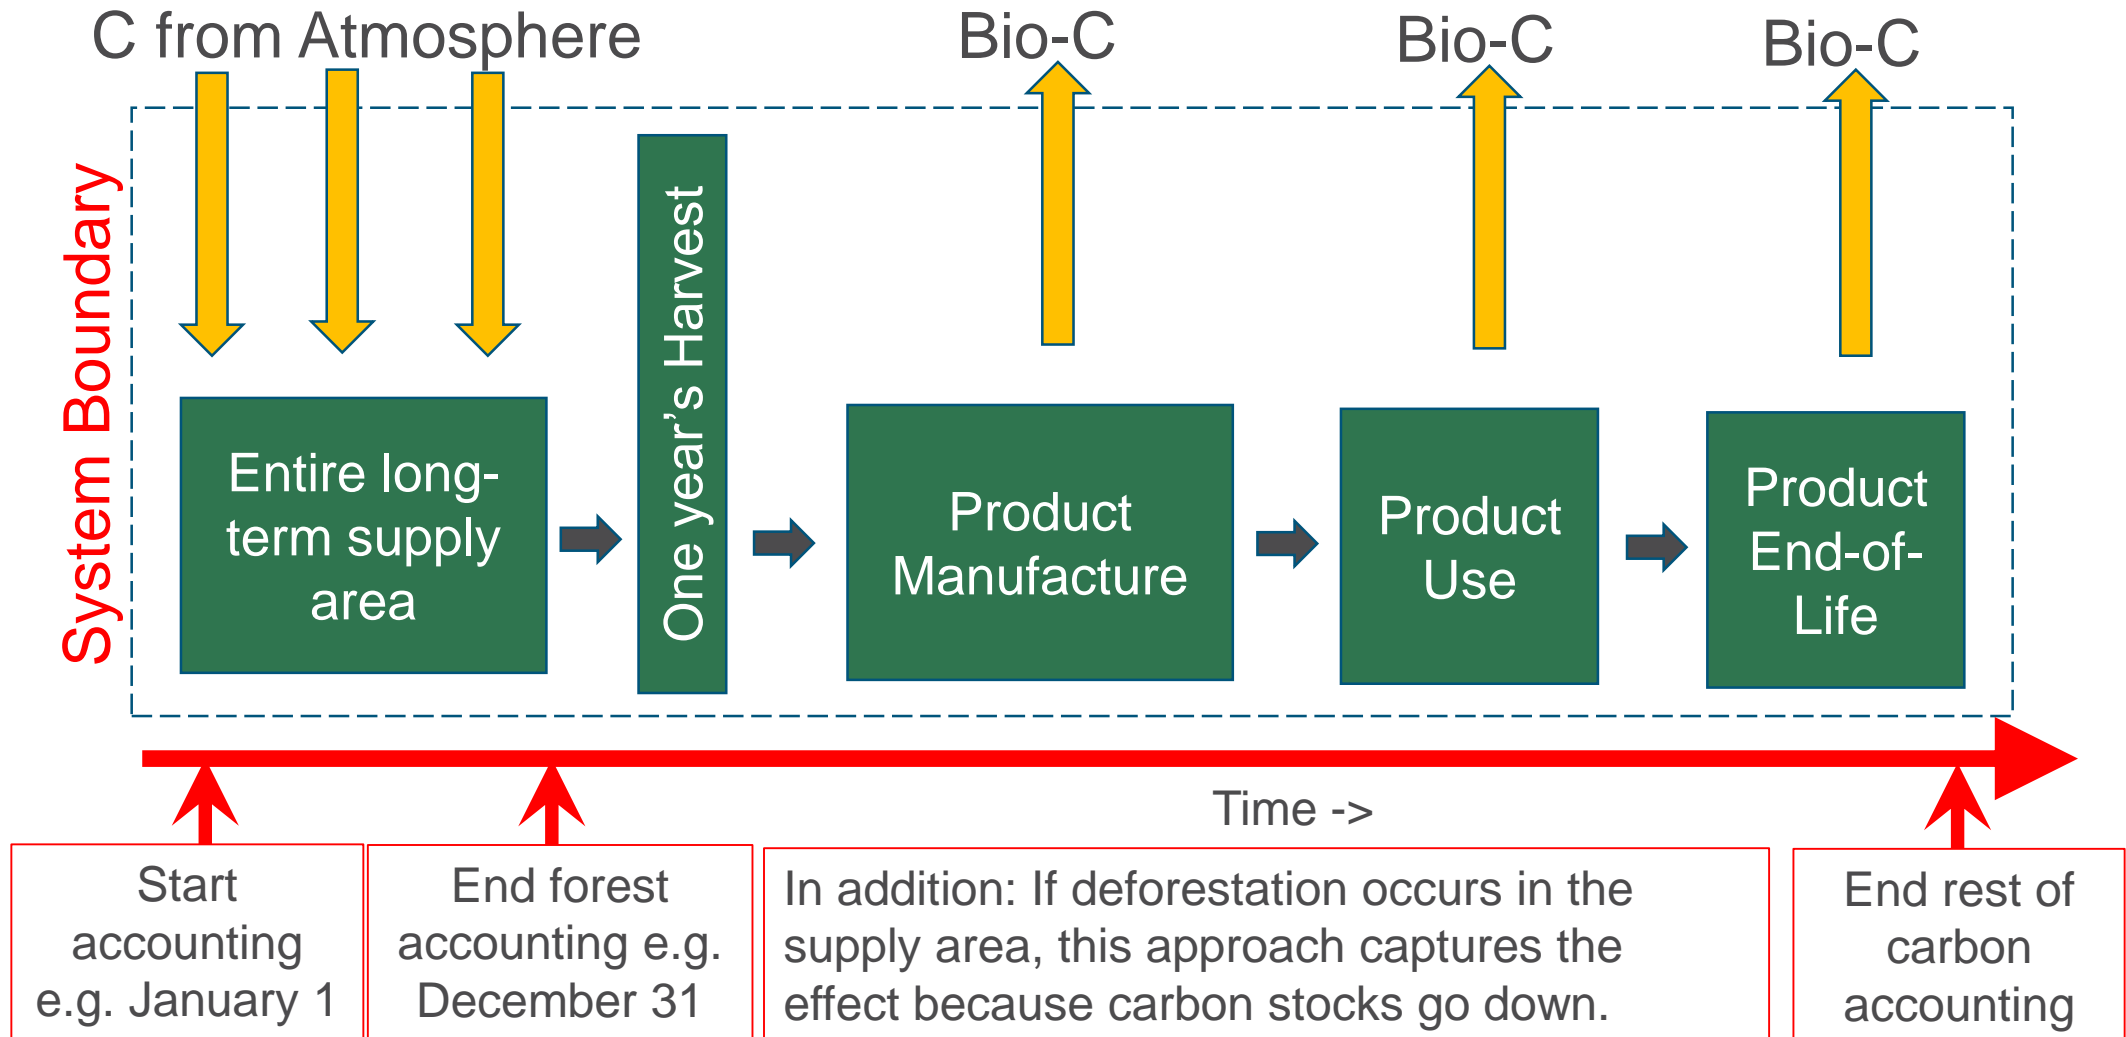 C from Atmosphere
Bio-C
Bio-C
Bio-C
System Boundary
Entire long-
term supply
area
One year’s Harvest
Product
Manufacture
Product
Use
Product
End-of-
Life
Time ->
Start
accounting
e.g. January 1
End forest
accounting e.g.
December 31
In addition: If deforestation occurs in the
supply area, this approach captures the
effect because carbon stocks go down.
End rest of
carbon
accounting